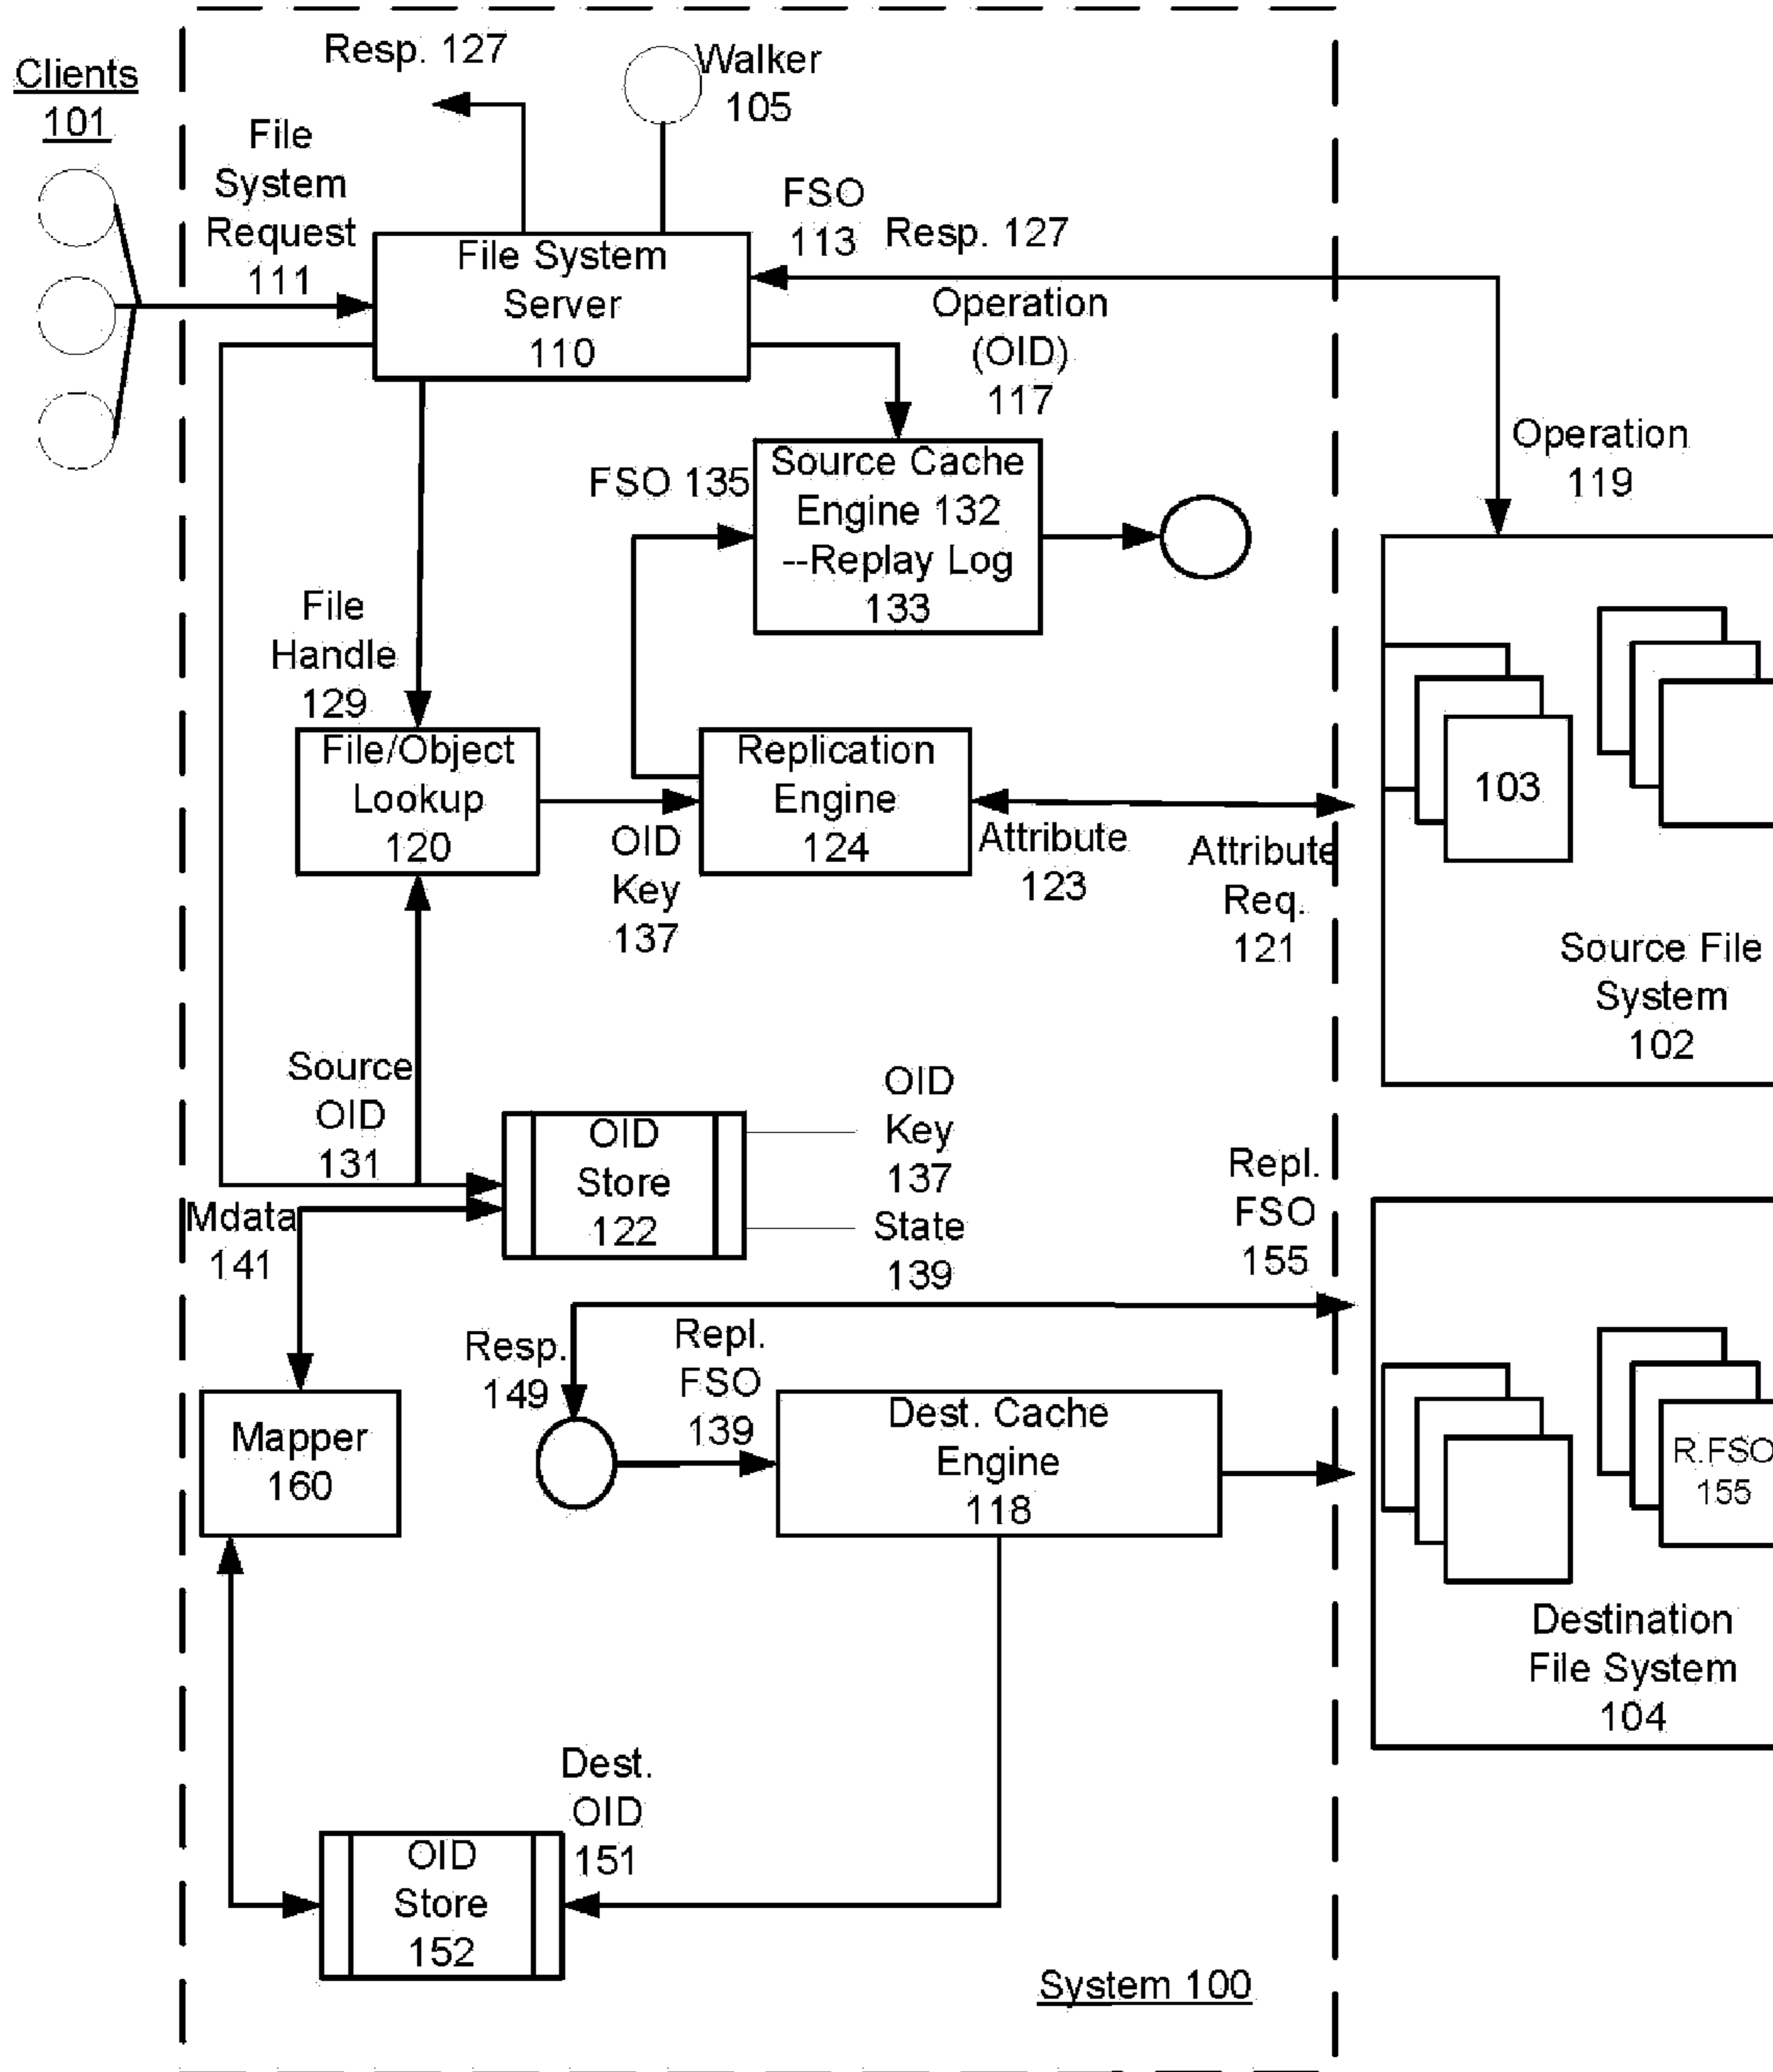 Resp. 127
Walker
105
Clients
101
File
System
Request
111
FSO
113
Resp. 127
File System
Server
110
Operation
(OID)
117
Operation
119
FSO 135
Source Cache
Engine 132
--Replay Log
133
File
Handle
129
File/Object
Lookup
120
OID
Key
137
Replication
Engine
124
Attribute
123
Attribute
Req.
121
103
Source File
System
102
Source
OID
131
OID
Store
122
OID
Key
137
State
139
Mdata
141
Repl.
FSO
155
Resp.
149
Repl.
FSO
139
Mapper
160
Dest. Cache
Engine
118
R.FSO
155
Destination
File System
104
Dest.
OID
151
OID
Store
152
System 100